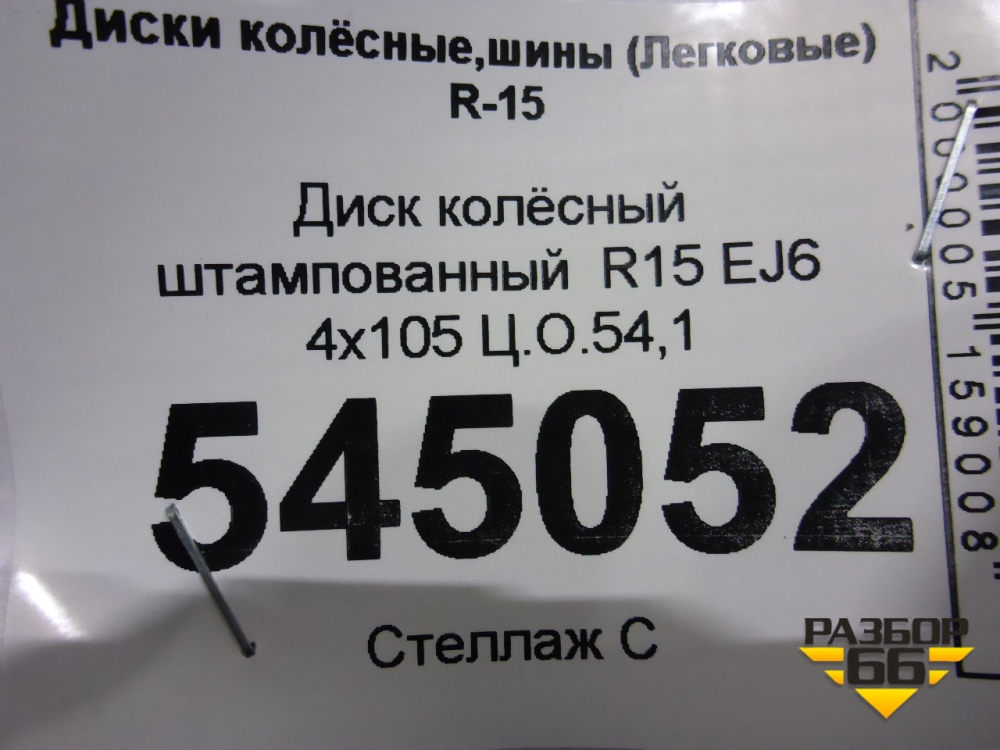 Диски колёсные,шины (Легковые)
R-15
Диск колёсный
штампованный R15 EJ6
4x105 Ц.О.54,1
545052
Стеллаж С
2000005159008
РАЗБОР
66